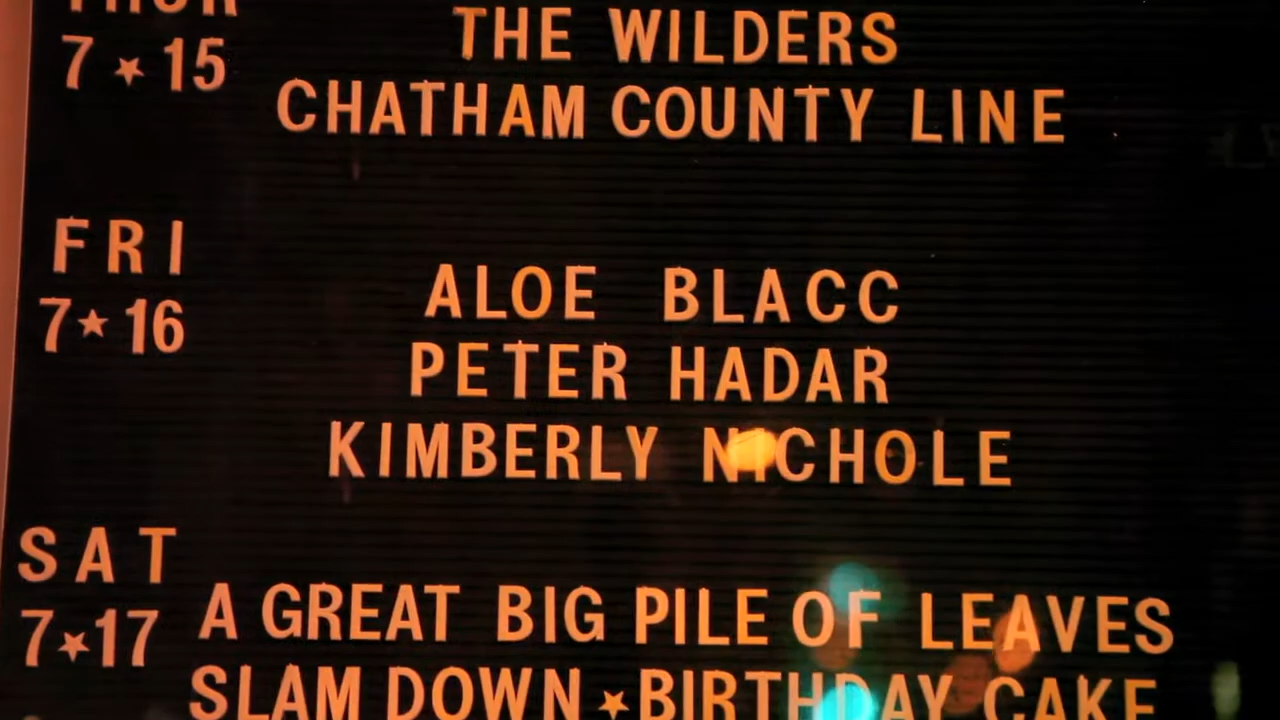 THUR
7★15
THE WILDERS
CHATHAM COUNTY LINE
FRI
7★16
ALOE BLACC
PETER HADAR
KIMBERLY NICHOLE
SAT
7★17
A GREAT BIG PILE OF LEAVES
SLAM DOWN★BIRTHDAY CAKE